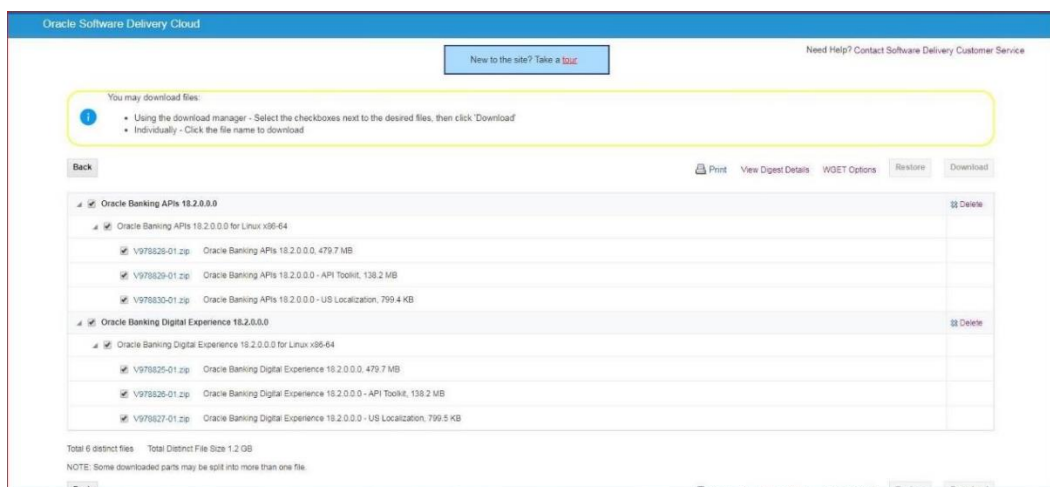 Oracle Software Delivery Cloud
Need Help? Contact Software Delivery Customer Service
New to the site? Take a tour
You may download files:
Using the download manager - Select the checkboxes next to the desired files, then click 'Download'
Individually - Click the file name to download
Back
Print View Digest Details WGET Options Restore Download
Oracle Banking APIs 18.2.0.0.0 Delete
Oracle Banking APIs 18.2.0.0.0 for Linux x86-64
V978828-01.zip Oracle Banking APIs 18.2.0.0.0, 479.7 MB
V978829-01.zip Oracle Banking APIs 18.2.0.0.0 - API Toolkit, 138.2 MB
V978830-01.zip Oracle Banking APIs 18.2.0.0.0 - US Localization, 799.4 KB
Oracle Banking Digital Experience 18.2.0.0.0 Delete
Oracle Banking Digital Experience 18.2.0.0.0 for Linux x86-64
V978825-01.zip Oracle Banking Digital Experience 18.2.0.0.0, 479.7 MB
V978826-01.zip Oracle Banking Digital Experience 18.2.0.0.0 - API Toolkit, 138.2 MB
V978827-01.zip Oracle Banking Digital Experience 18.2.0.0.0 - US Localization, 799.5 KB
Total 6 distinct files Total Distinct File Size 1.2 GB
NOTE: Some downloaded parts may be split into more than one file.